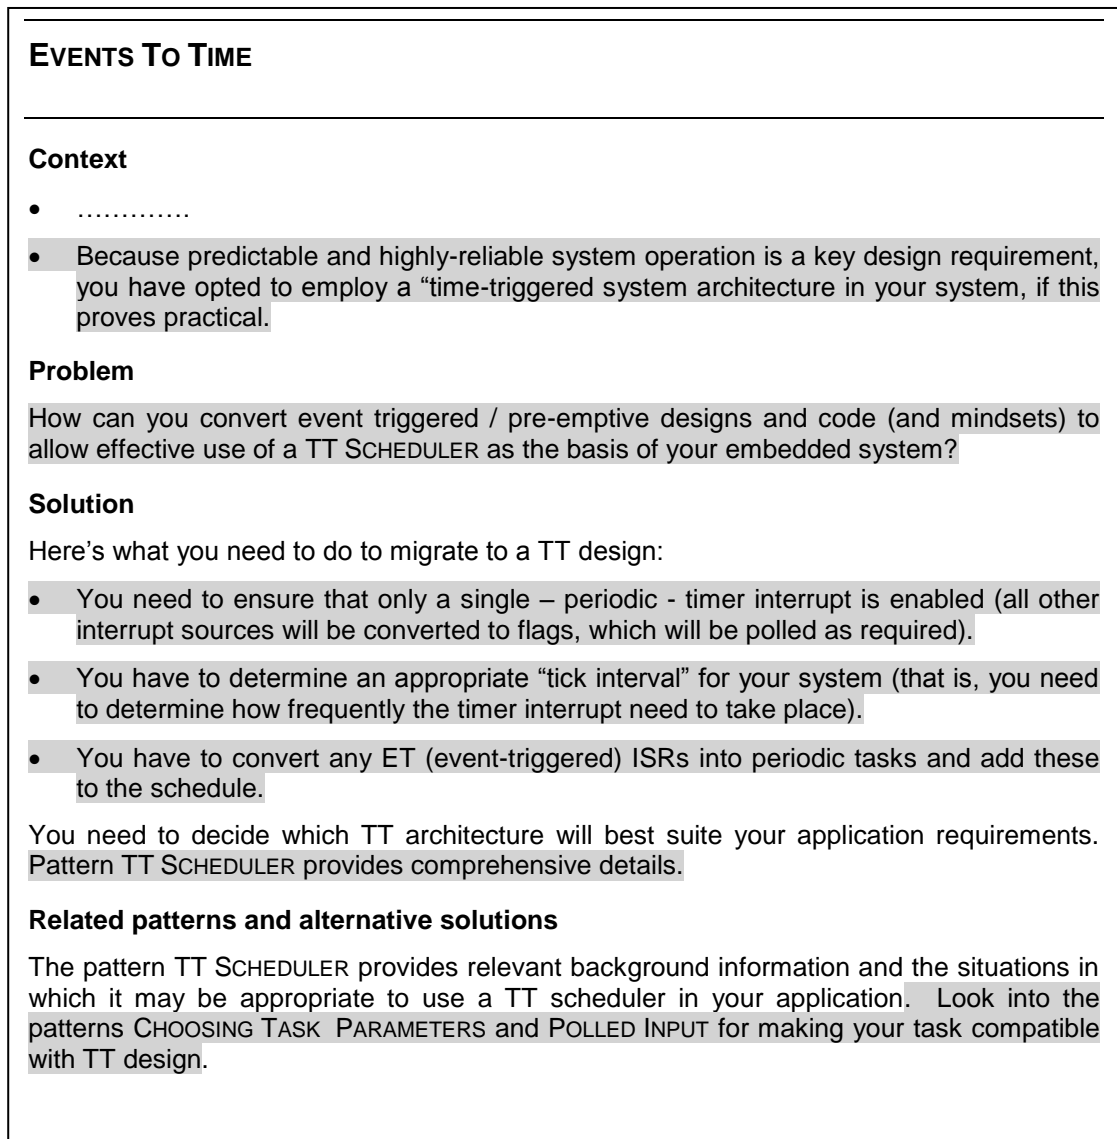 EVENTS TO TIME
Context
• ………….
• Because predictable and highly-reliable system operation is a key design requirement,
you have opted to employ a “time-triggered system architecture in your system, if this
proves practical.
Problem
How can you convert event triggered / pre-emptive designs and code (and mindsets) to
allow effective use of a TT SCHEDULER as the basis of your embedded system?
Solution
Here’s what you need to do to migrate to a TT design:
• You need to ensure that only a single – periodic - timer interrupt is enabled (all other
interrupt sources will be converted to flags, which will be polled as required).
• You have to determine an appropriate “tick interval” for your system (that is, you need
to determine how frequently the timer interrupt need to take place).
• You have to convert any ET (event-triggered) ISRs into periodic tasks and add these
to the schedule.
You need to decide which TT architecture will best suite your application requirements.
Pattern TT SCHEDULER provides comprehensive details.
Related patterns and alternative solutions
The pattern TT SCHEDULER provides relevant background information and the situations in
which it may be appropriate to use a TT scheduler in your application. Look into the
patterns CHOOSING TASK PARAMETERS and POLLED INPUT for making your task compatible
with TT design.